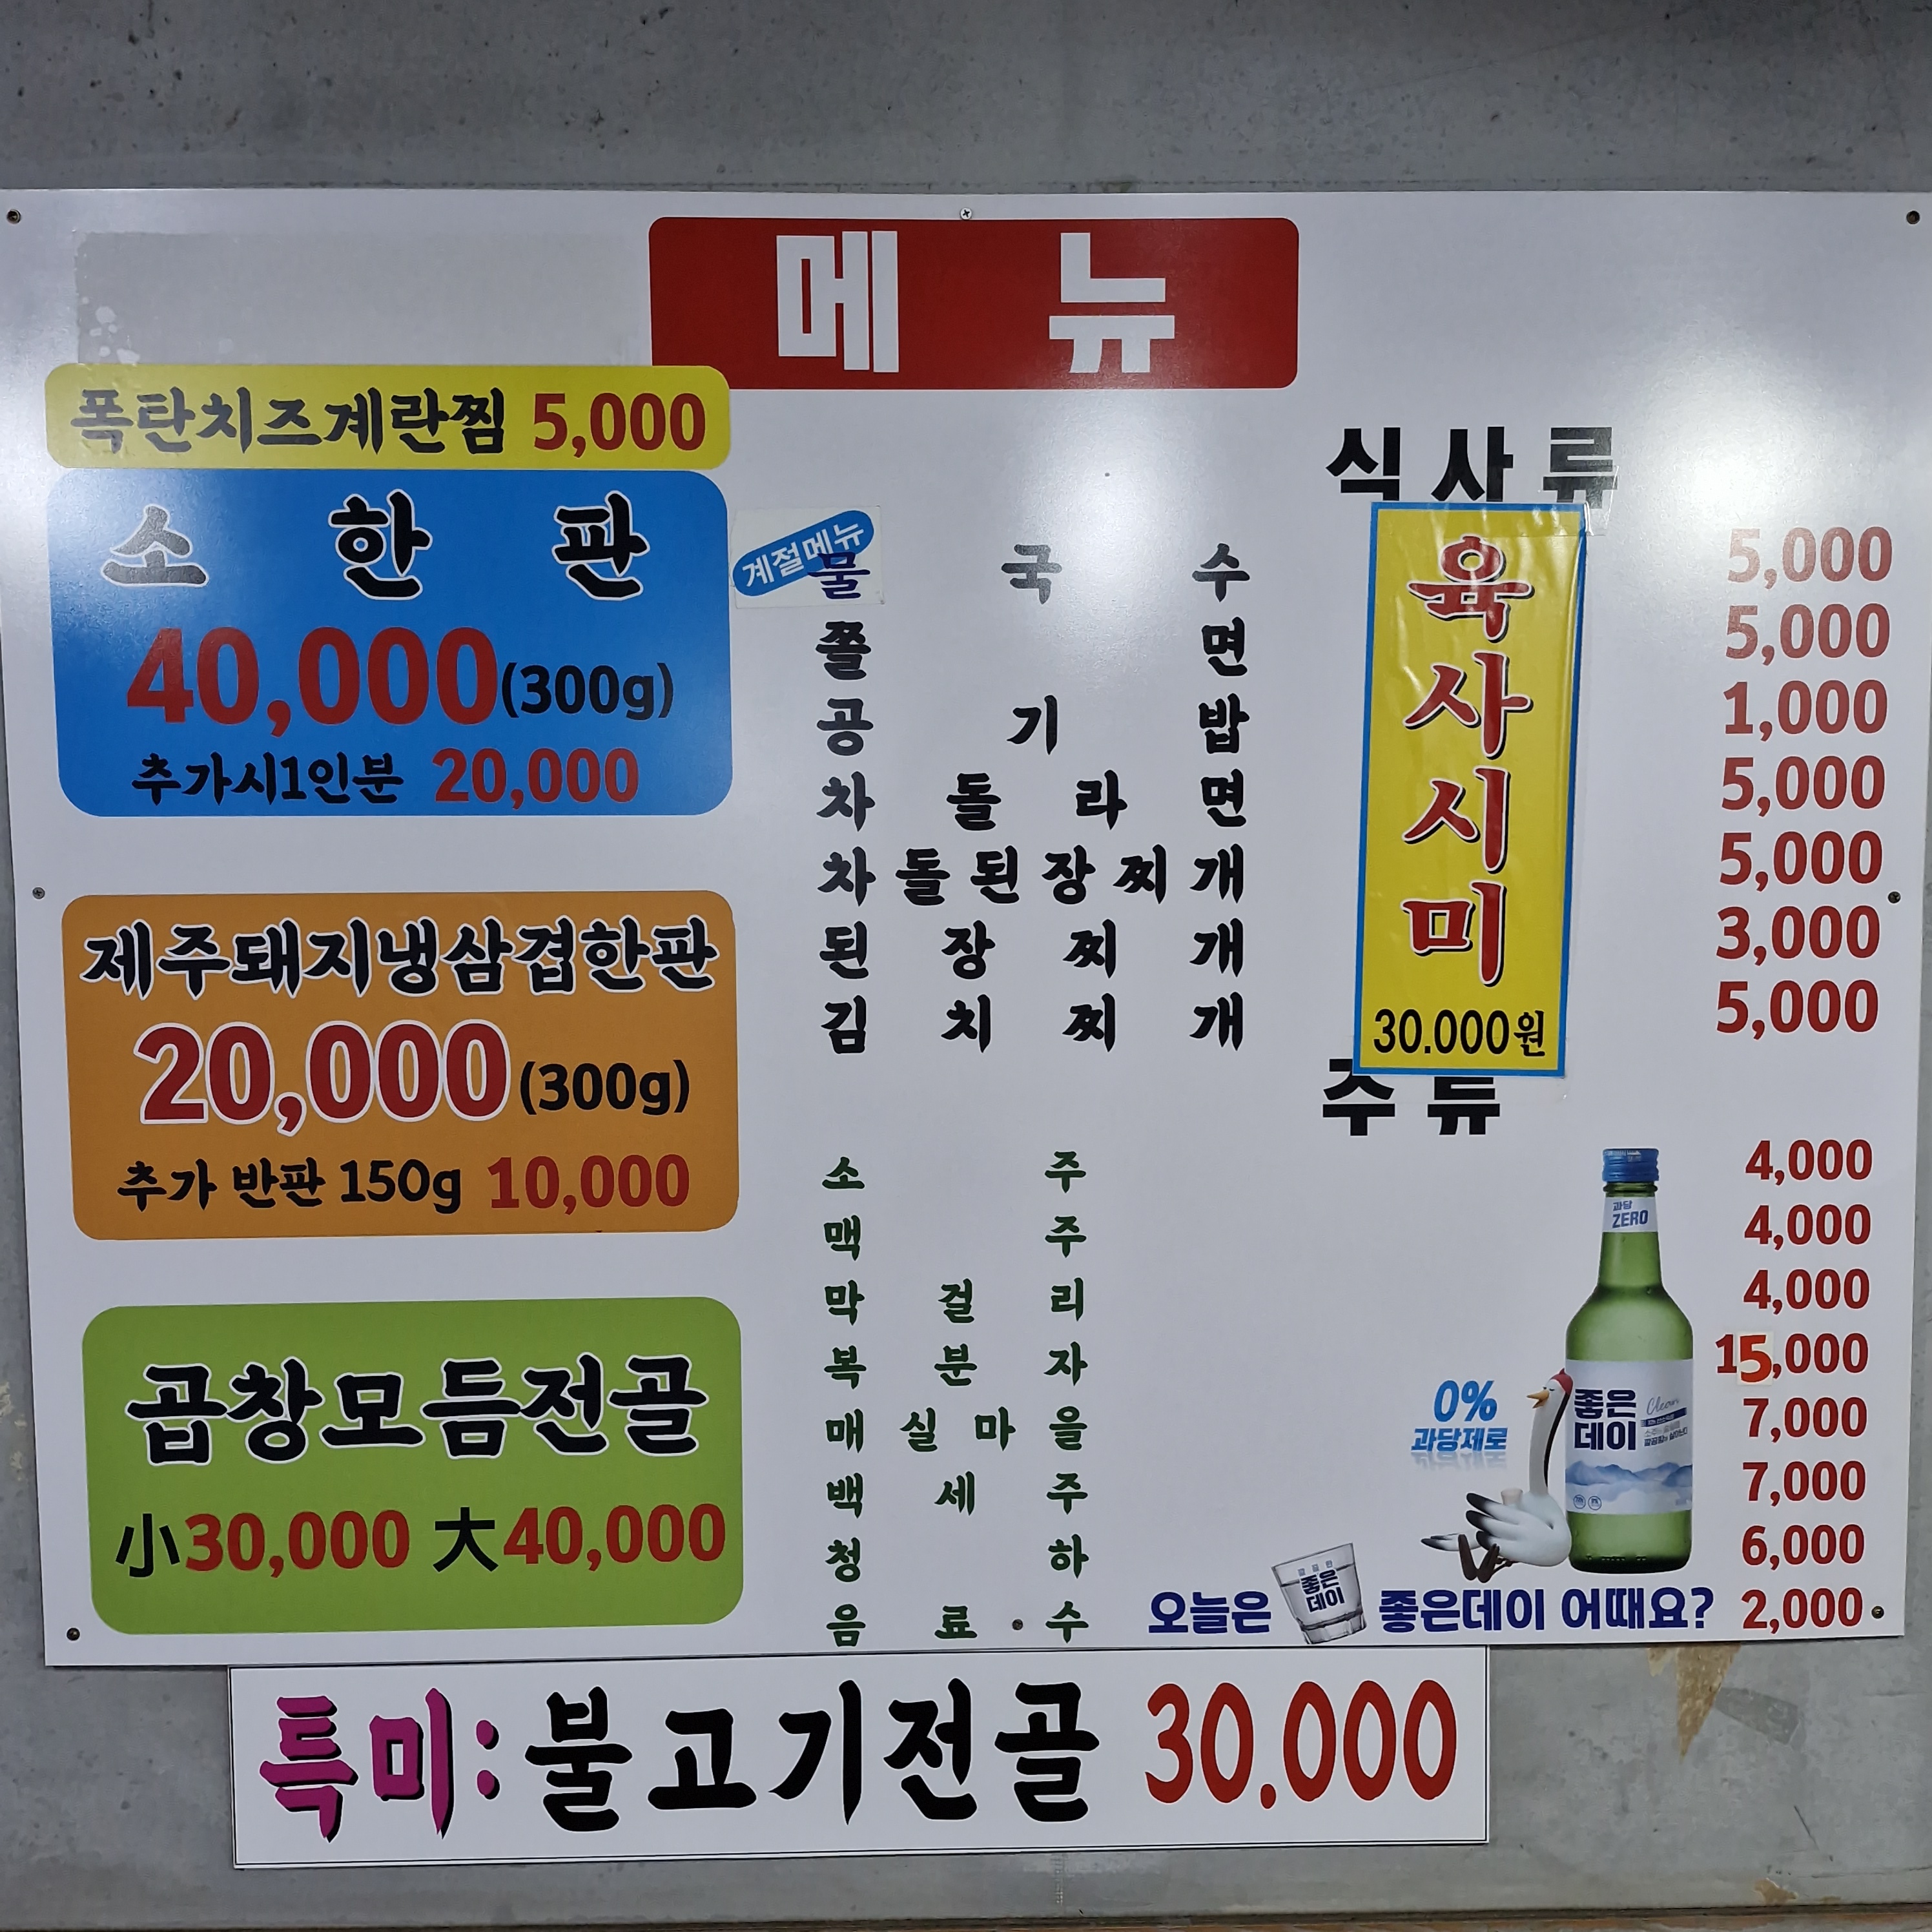 메뉴
폭탄치즈계란찜 5,000
소한판
40,000(300g)
추가시1인분 20,000
제주돼지냉삼겹한판
20,000(300g)
추가 반판 150g 10,000
곱창모듬전골
小30,000 大40,000
식사류
계절메뉴
물국수 5,000
쫄면 5,000
공기밥 1,000
차돌라면 5,000
차돌된장찌개 5,000
된장찌개 3,000
김치찌개 5,000
육사시미
30.000원
주류
소주 4,000
맥주 4,000
막걸리 4,000
복분자 15,000
매실마을 7,000
백세주 7,000
청하 6,000
음료수 2,000
과당
ZERO
0%
과당제로
좋은
데이
Clean
좋은
데이
오늘은 좋은데이 어때요?
특미:불고기전골 30.000